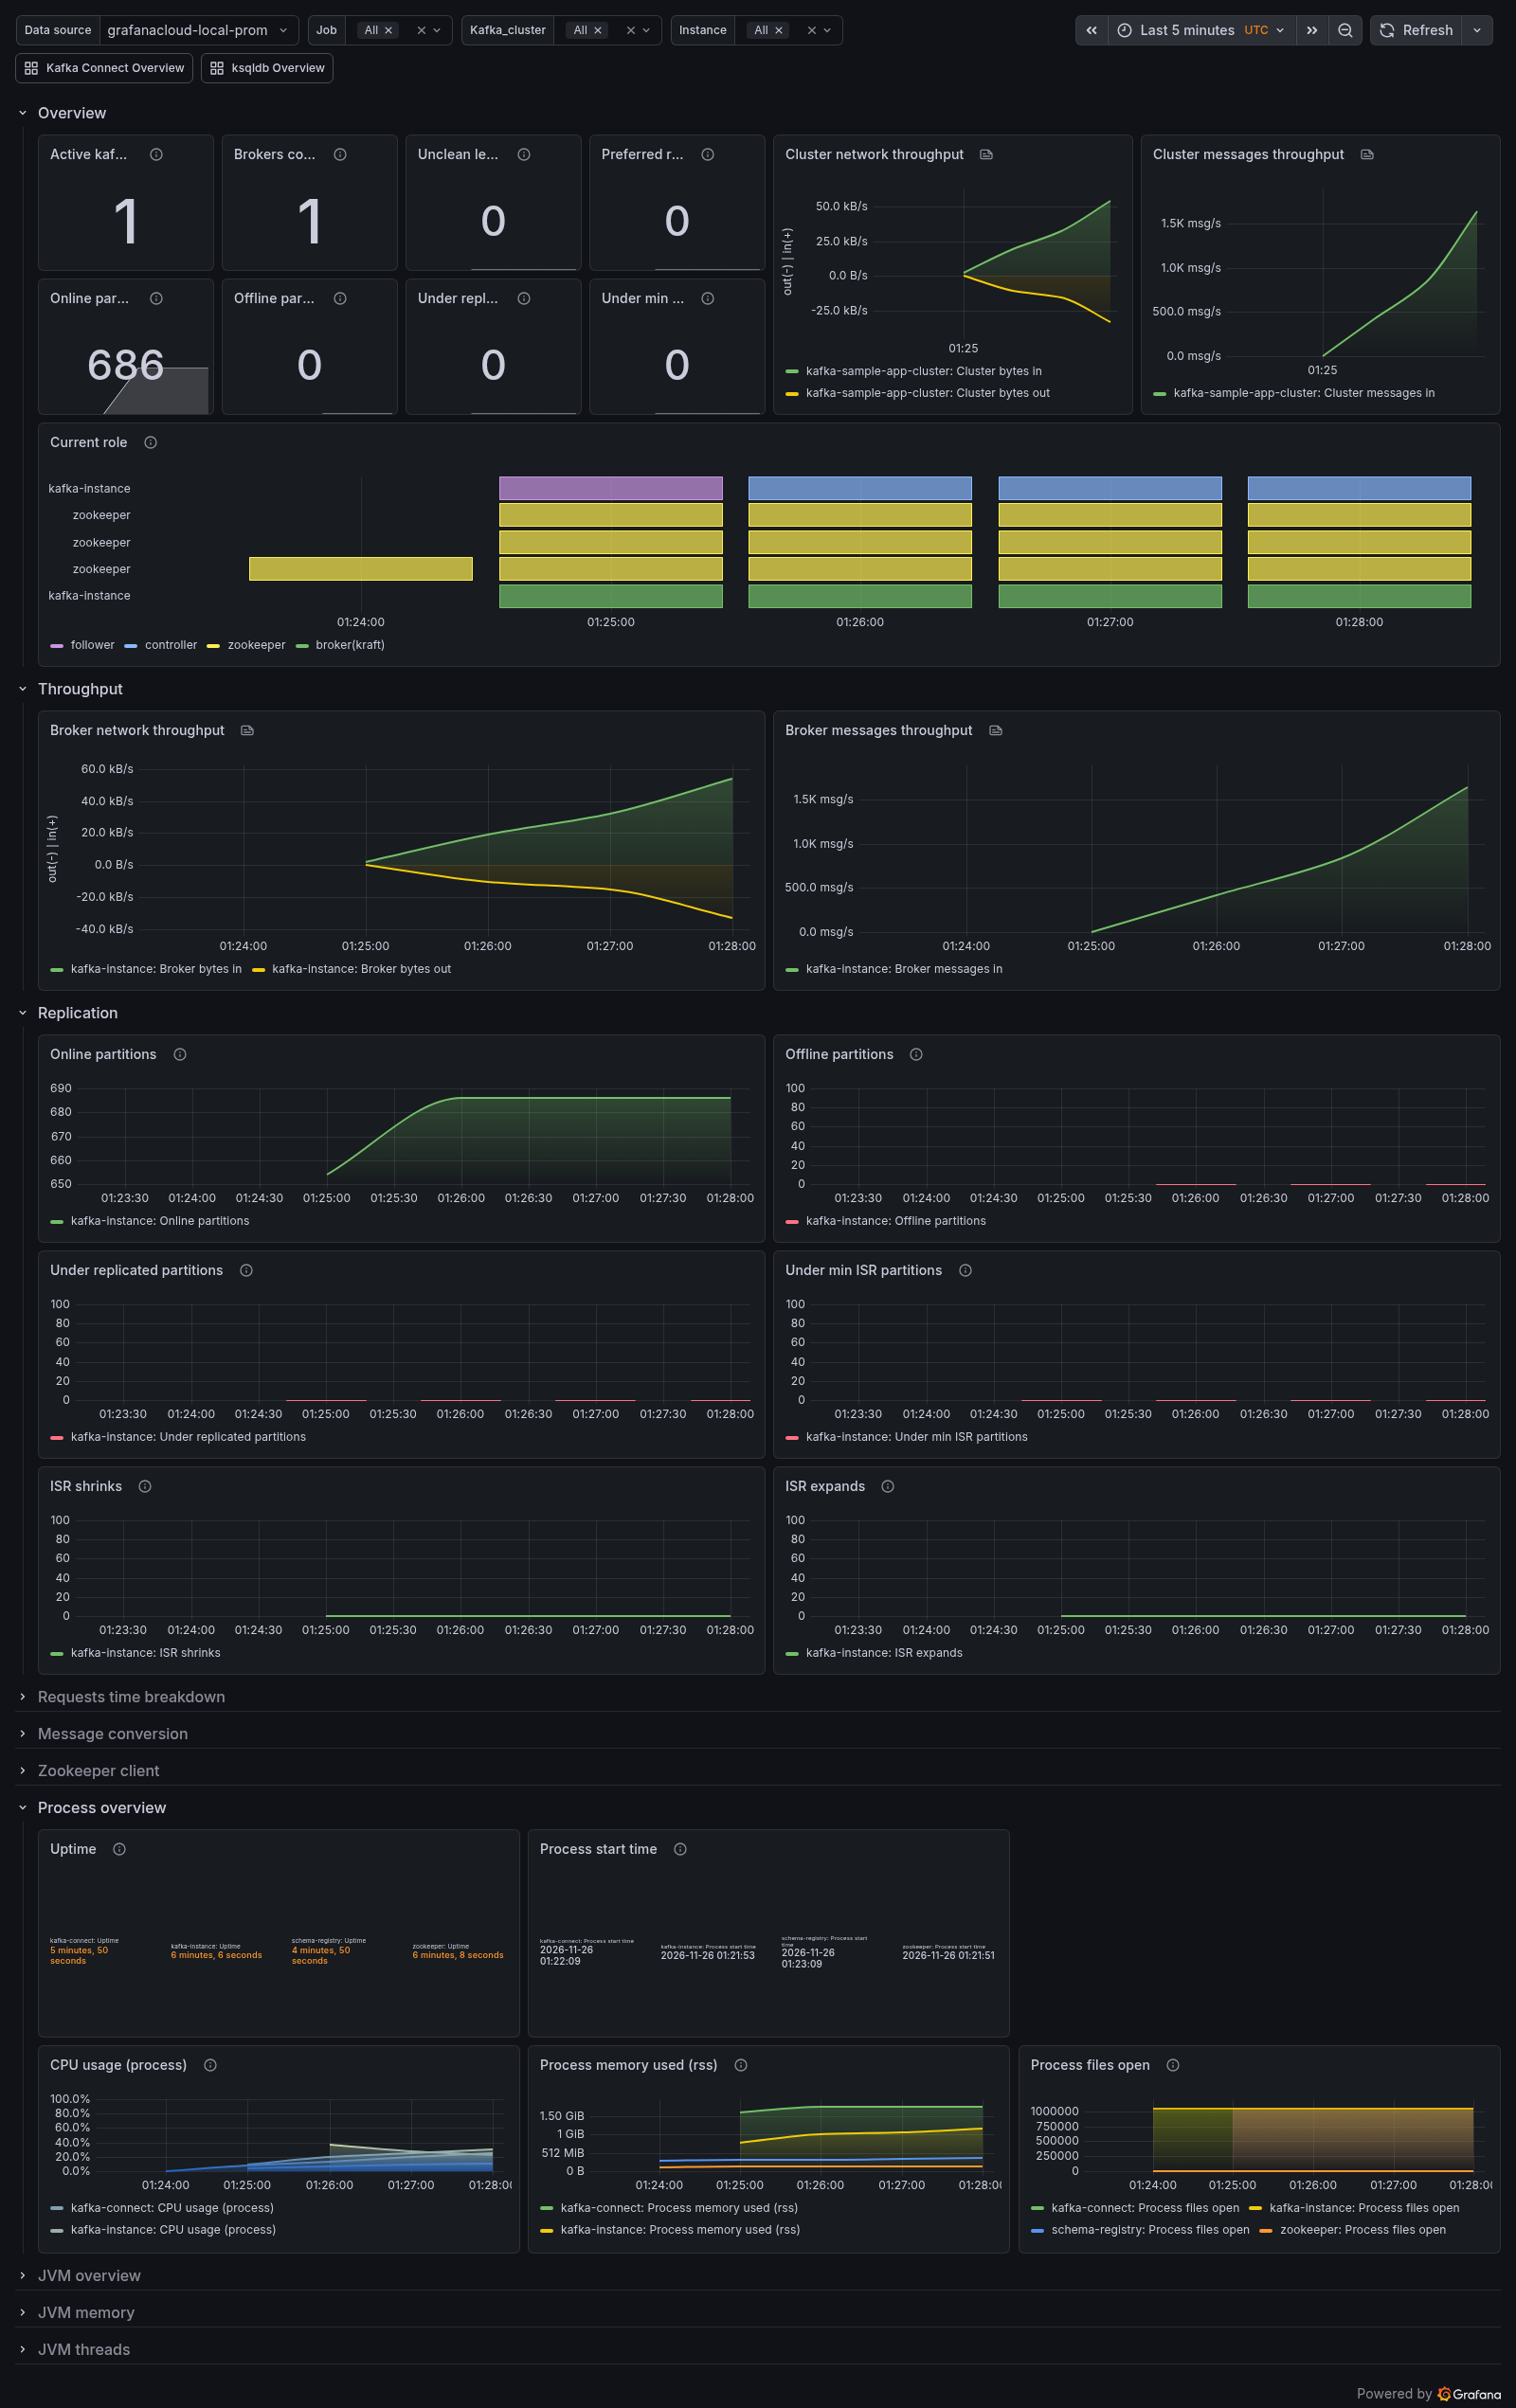 Data source grafanacloud-local-prom Job All Kafka_cluster All Instance All Last 5 minutes UTC Refresh
Kafka Connect Overview ksqldb Overview
Overview
Active kaf... Brokers co... Unclean le... Preferred r...
1 1 0 0
Online par... Offline par... Under repl... Under min ...
686 0 0 0
Cluster network throughput
out(-) | in(+)
50.0 kB/s
25.0 kB/s
0.0 B/s
-25.0 kB/s
01:25
kafka-sample-app-cluster: Cluster bytes in
kafka-sample-app-cluster: Cluster bytes out
Cluster messages throughput
1.5K msg/s
1.0K msg/s
500.0 msg/s
0.0 msg/s
01:25
kafka-sample-app-cluster: Cluster messages in
Current role
kafka-instance
zookeeper
zookeeper
zookeeper
kafka-instance
01:24:00 01:25:00 01:26:00 01:27:00 01:28:00
follower controller zookeeper broker(kraft)
Throughput
Broker network throughput
out(-) | in(+)
60.0 kB/s
40.0 kB/s
20.0 kB/s
0.0 B/s
-20.0 kB/s
-40.0 kB/s
01:24:00 01:25:00 01:26:00 01:27:00 01:28:00
kafka-instance: Broker bytes in kafka-instance: Broker bytes out
Broker messages throughput
1.5K msg/s
1.0K msg/s
500.0 msg/s
0.0 msg/s
01:24:00 01:25:00 01:26:00 01:27:00 01:28:00
kafka-instance: Broker messages in
Replication
Online partitions
690
680
670
660
650
01:23:30 01:24:00 01:24:30 01:25:00 01:25:30 01:26:00 01:26:30 01:27:00 01:27:30 01:28:00
kafka-instance: Online partitions
Offline partitions
100
80
60
40
20
0
01:23:30 01:24:00 01:24:30 01:25:00 01:25:30 01:26:00 01:26:30 01:27:00 01:27:30 01:28:00
kafka-instance: Offline partitions
Under replicated partitions
100
80
60
40
20
0
01:23:30 01:24:00 01:24:30 01:25:00 01:25:30 01:26:00 01:26:30 01:27:00 01:27:30 01:28:00
kafka-instance: Under replicated partitions
Under min ISR partitions
100
80
60
40
20
0
01:23:30 01:24:00 01:24:30 01:25:00 01:25:30 01:26:00 01:26:30 01:27:00 01:27:30 01:28:00
kafka-instance: Under min ISR partitions
ISR shrinks
100
80
60
40
20
0
01:23:30 01:24:00 01:24:30 01:25:00 01:25:30 01:26:00 01:26:30 01:27:00 01:27:30 01:28:00
kafka-instance: ISR shrinks
ISR expands
100
80
60
40
20
0
01:23:30 01:24:00 01:24:30 01:25:00 01:25:30 01:26:00 01:26:30 01:27:00 01:27:30 01:28:00
kafka-instance: ISR expands
Requests time breakdown
Message conversion
Zookeeper client
Process overview
Uptime
kafka-connect: Uptime
5 minutes, 50
seconds
kafka-instance: Uptime
6 minutes, 6 seconds
schema-registry: Uptime
4 minutes, 50
seconds
zookeeper: Uptime
6 minutes, 8 seconds
Process start time
kafka-connect: Process start time
2026-11-26
01:22:09
kafka-instance: Process start time
2026-11-26 01:21:53
schema-registry: Process start
time
2026-11-26
01:23:09
zookeeper: Process start time
2026-11-26 01:21:51
CPU usage (process)
100.0%
80.0%
60.0%
40.0%
20.0%
0.0%
01:24:00 01:25:00 01:26:00 01:27:00 01:28:0
kafka-connect: CPU usage (process)
kafka-instance: CPU usage (process)
Process memory used (rss)
1.50 GiB
1 GiB
512 MiB
0 B
01:24:00 01:25:00 01:26:00 01:27:00 01:28:0
kafka-connect: Process memory used (rss)
kafka-instance: Process memory used (rss)
Process files open
1000000
750000
500000
250000
0
01:24:00 01:25:00 01:26:00 01:27:00 01:28:0
kafka-connect: Process files open kafka-instance: Process files open
schema-registry: Process files open zookeeper: Process files open
JVM overview
JVM memory
JVM threads
Powered by Grafana